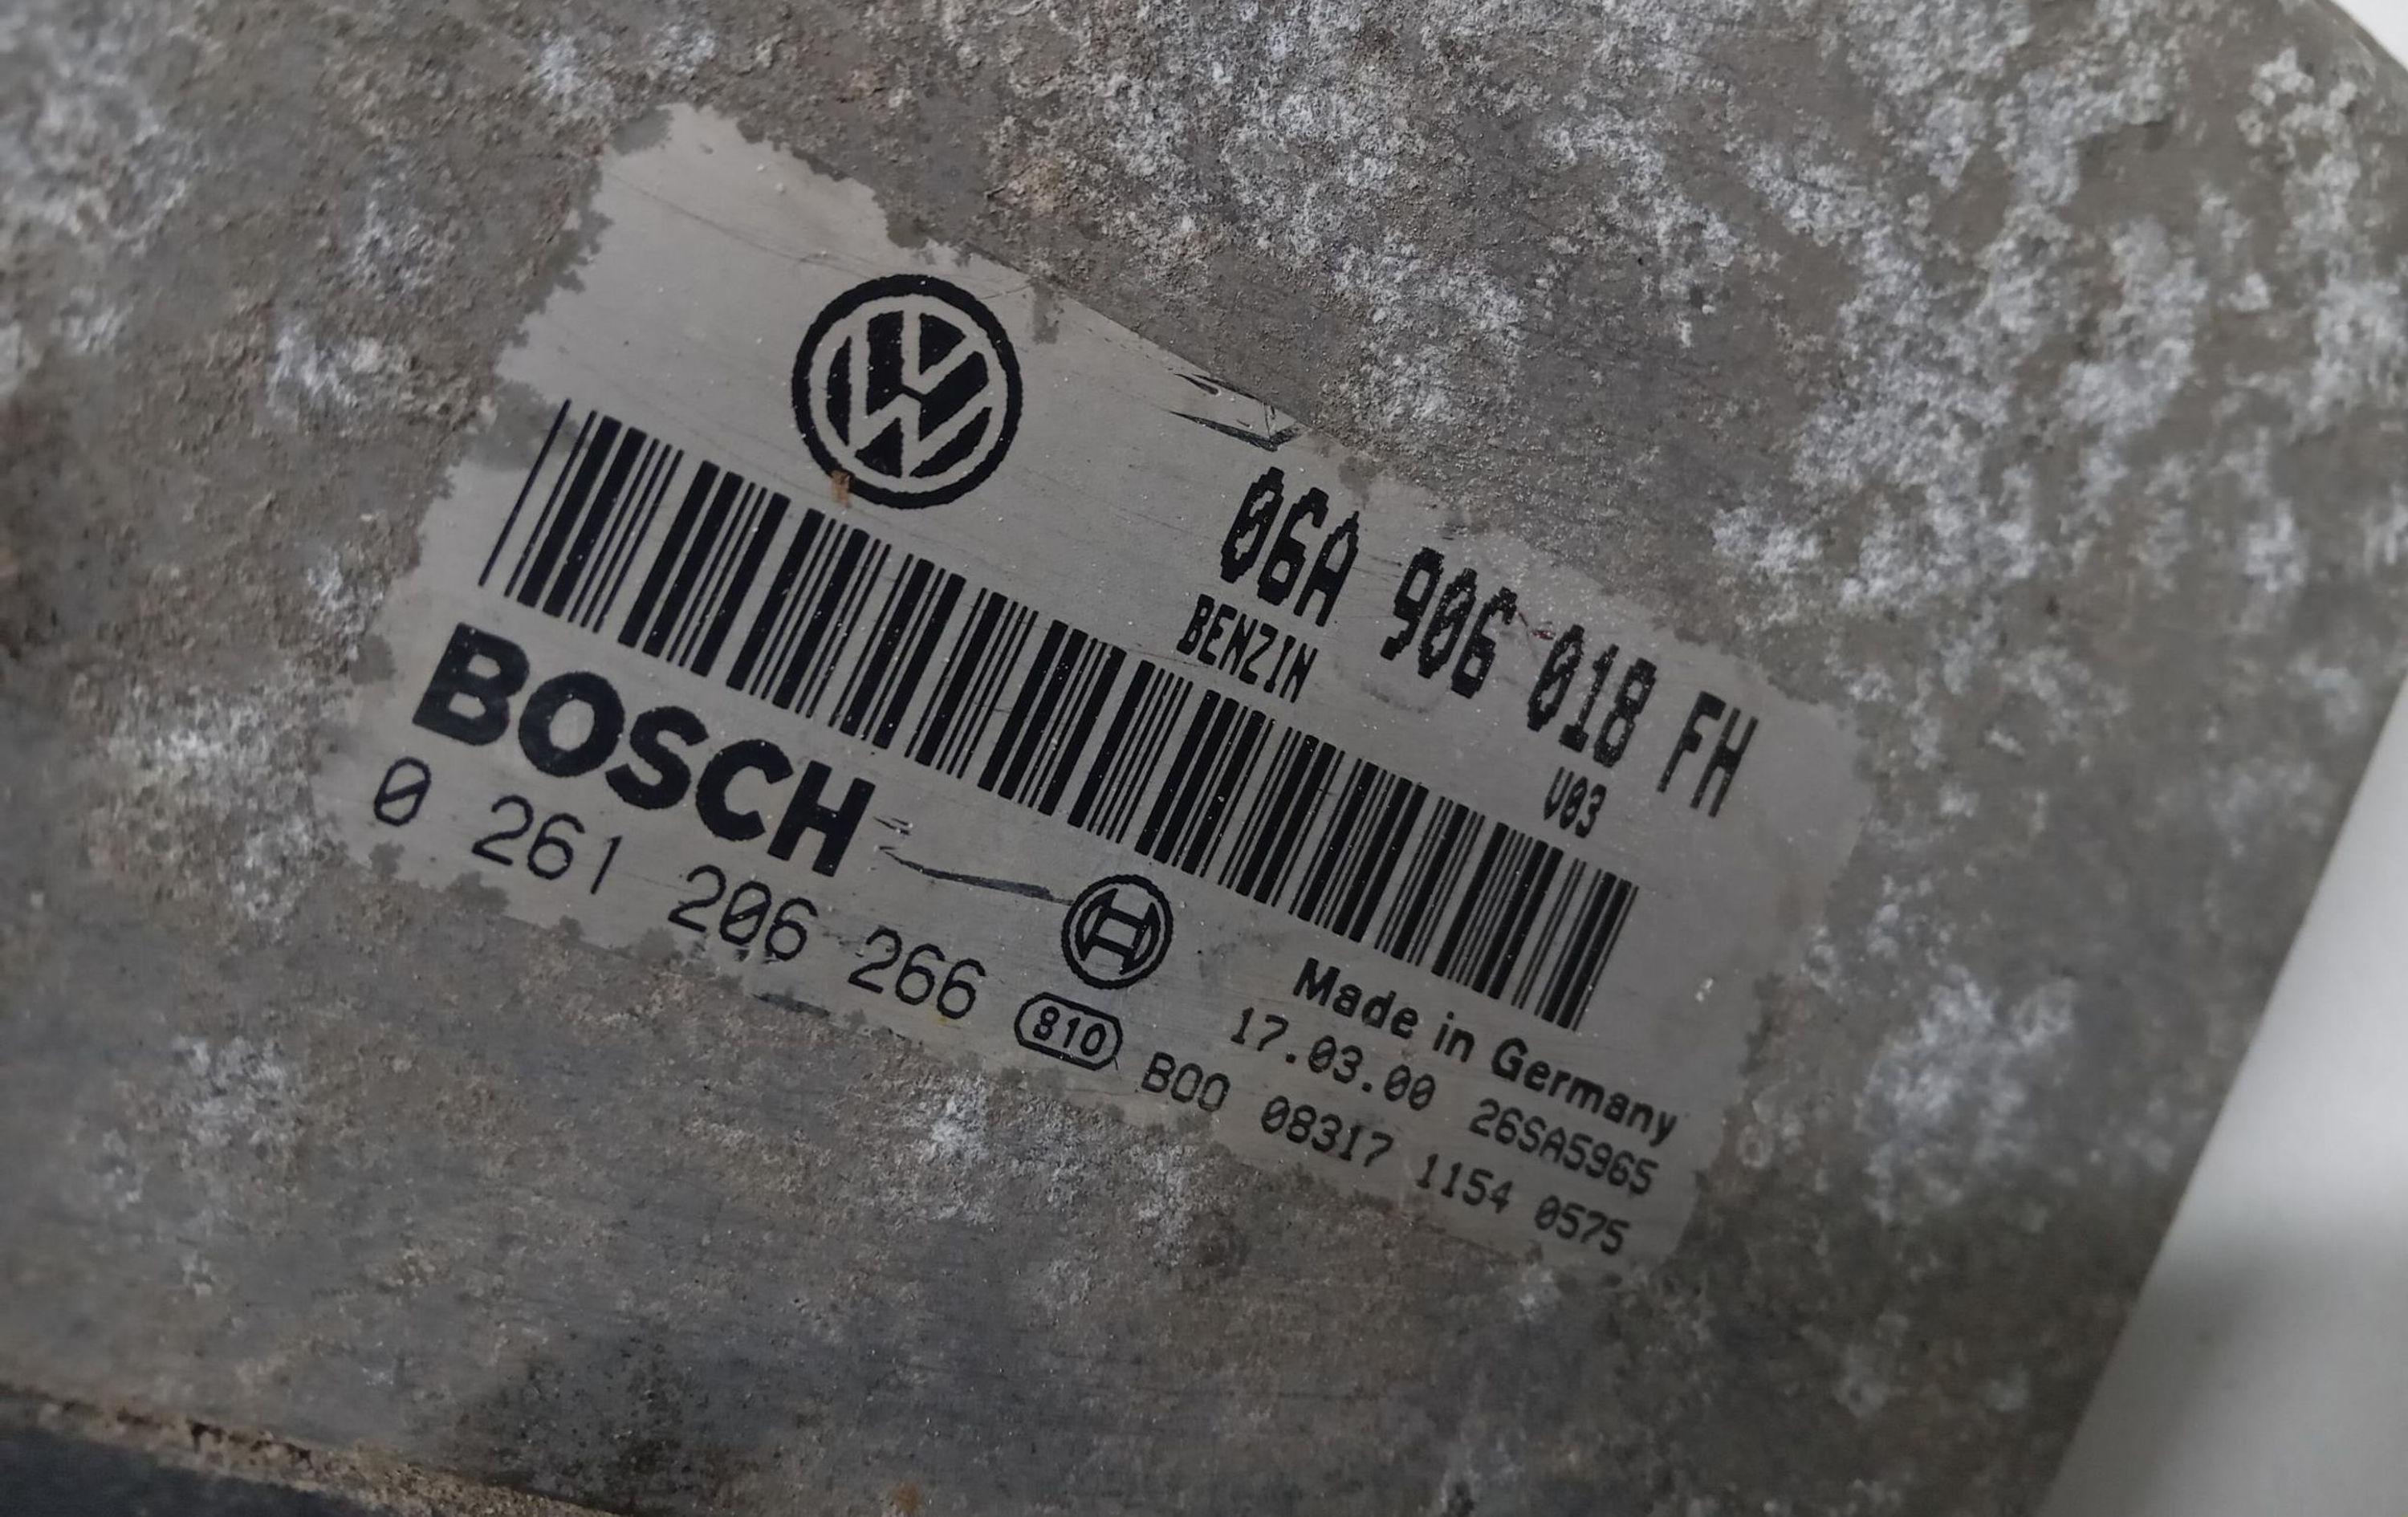 06A 906 018 FH
BENZIN
V03
BOSCH
0 261 206 266
Made in Germany
17.03.00 26SA5965
S10 B00 08317 1154 0575